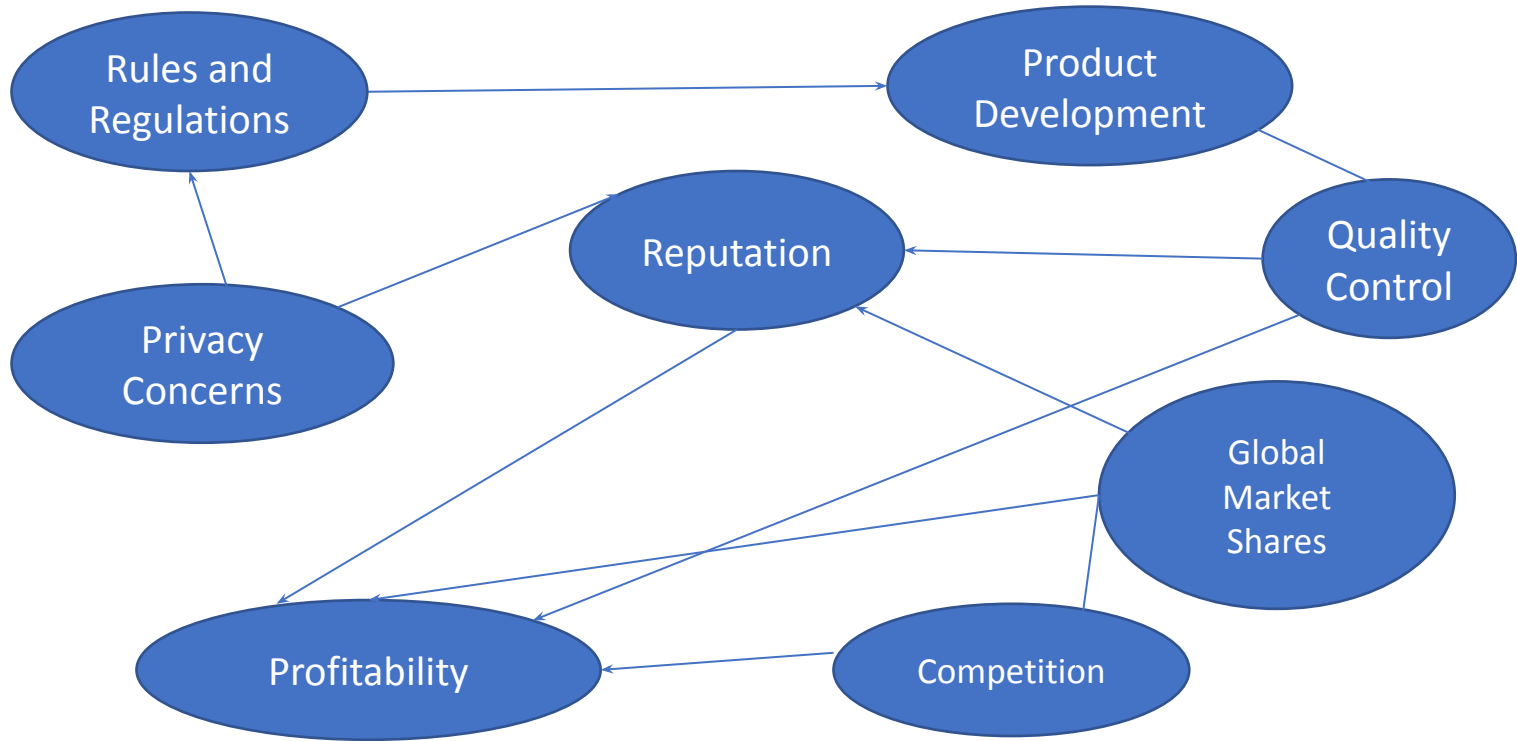 Rules and
Regulations
Product
Development
Reputation
Quality
Control
Privacy
Concerns
Global
Market
Shares
Profitability
Competition